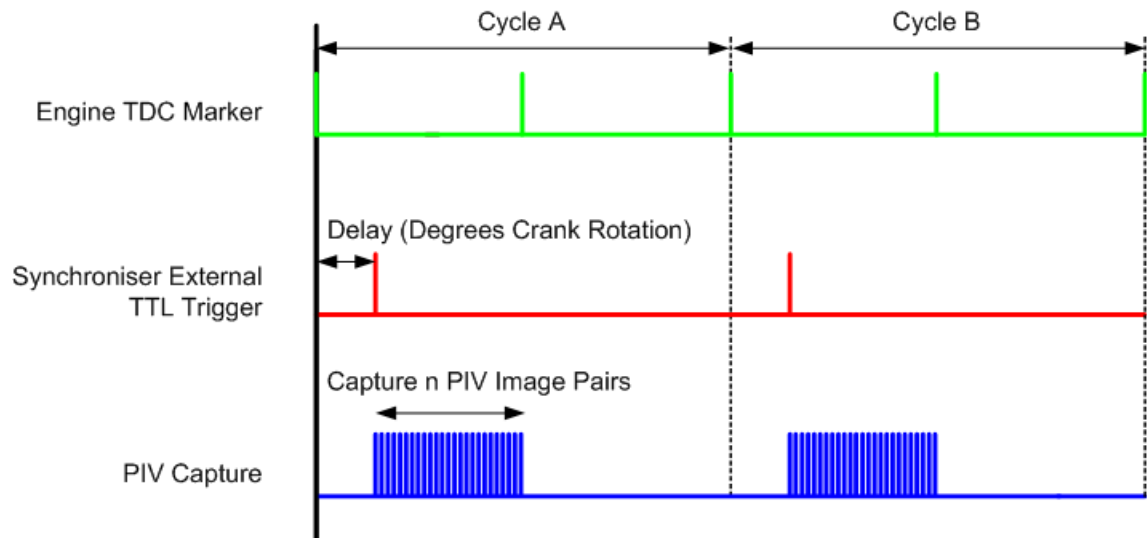 Cycle A
Cycle B
Engine TDC Marker
Delay (Degrees Crank Rotation)
Synchroniser External
TTL Trigger
Capture n PIV Image Pairs
PIV Capture